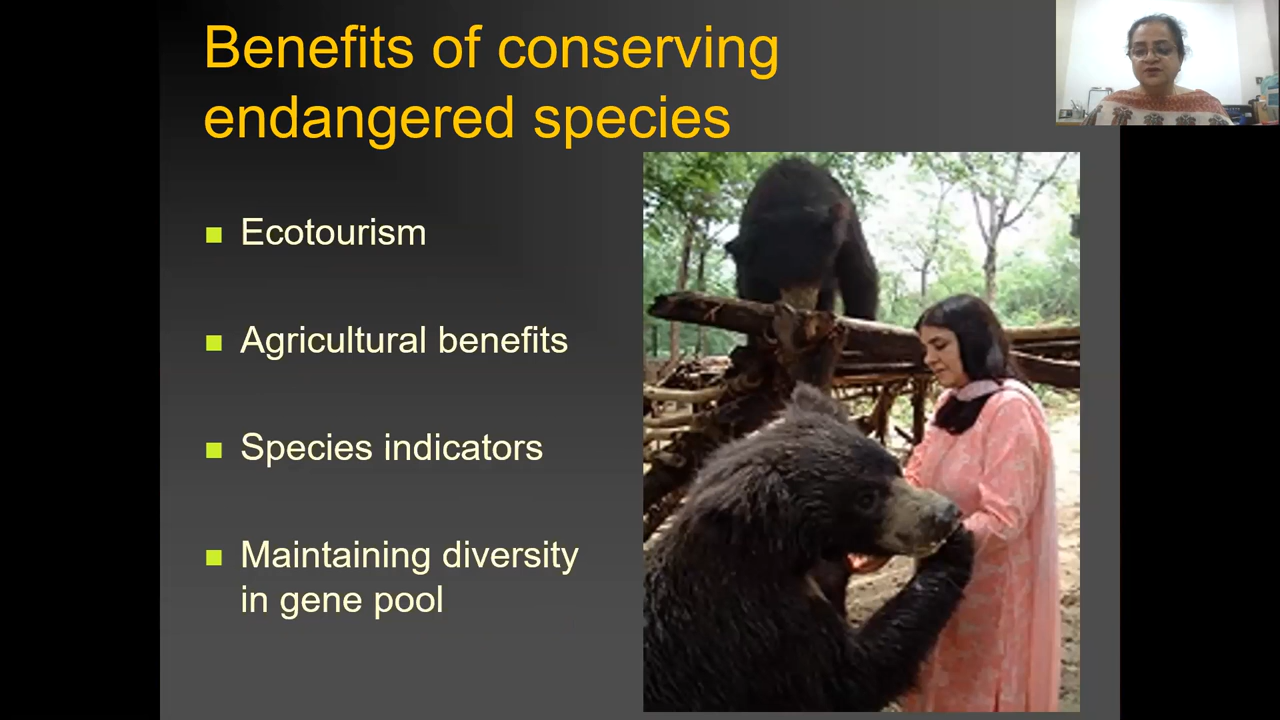 Benefits of conserving
endangered species
Ecotourism
Agricultural benefits
Species indicators
Maintaining diversity
in gene pool